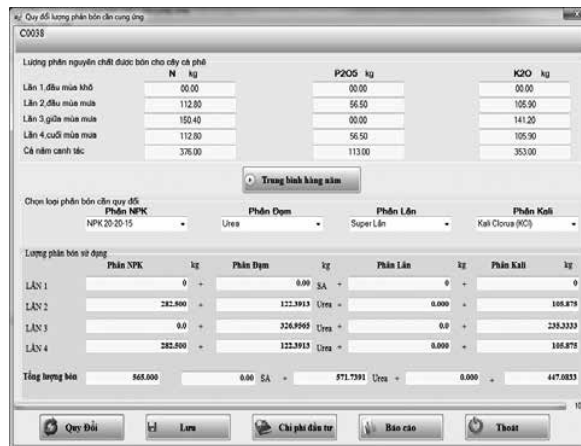 Quy đổi lượng phân bón cần cung ứng
C0038
Lượng phân nguyên chất được bón cho cây cà phê
N kg P2O5 kg K2O kg
Lần 1,đầu mùa khô 00.00 00.00 00.00
Lần 2,đầu mùa mưa 112.80 56.50 105.90
Lần 3,giữa mùa mưa 150.40 00.00 141.20
Lần 4,cuối mùa mưa 112.80 56.50 105.90
Cả năm canh tác 376.00 113.00 353.00
Trung bình hàng năm
Chọn loại phân bón cần quy đổi
Phân NPK Phân Đạm Phân Lân Phân Kali
NPK 20-20-15 Urea Super Lân Kali Clorua (KCl)
Lượng phân bón sử dụng
Phân NPK kg Phân Đạm kg Phân Lân kg Phân Kali kg
LẦN 1 0 + 0.00 SA + 0 + 0
LẦN 2 282.500 + 122.3913 Urea + 0.000 + 105.875
LẦN 3 0.0 + 326.9565 Urea + 0.0 + 235.3333
LẦN 4 282.500 + 122.3913 Urea + 0.000 + 105.875
Tổng lượng bón 565.000 0.00 SA + 571.7391 Urea + 0.000 + 447.0833
Quy Đổi Lưu Chi phí đầu tư Báo cáo Thoát